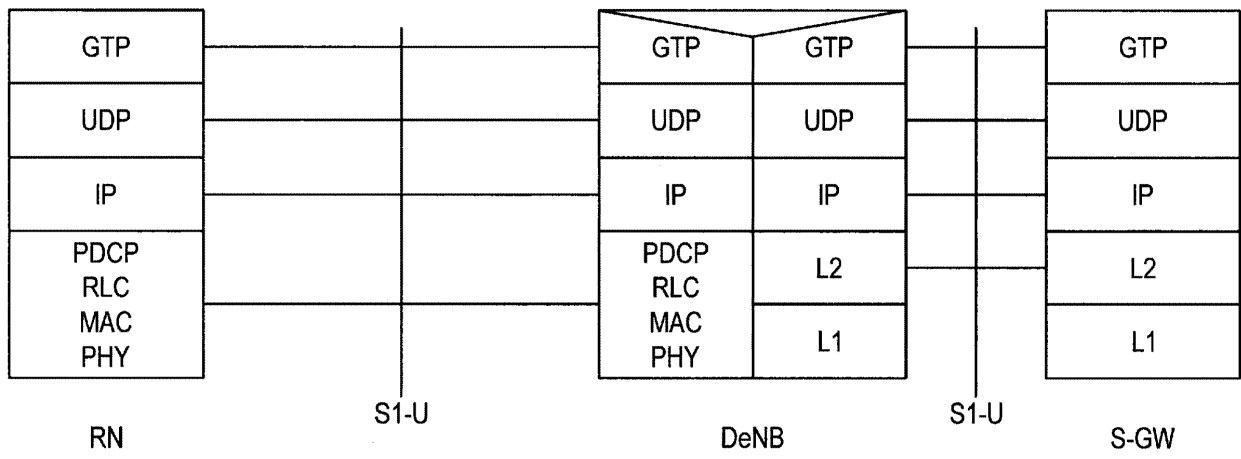 GTP
GTP
GTP
GTP
UDP
UDP
UDP
UDP
IP
IP
IP
IP
PDCP
RLC
MAC
PHY
PDCP
RLC
MAC
PHY
L2
L1
L2
L1
S1-U
S1-U
RN
DeNB
S-GW